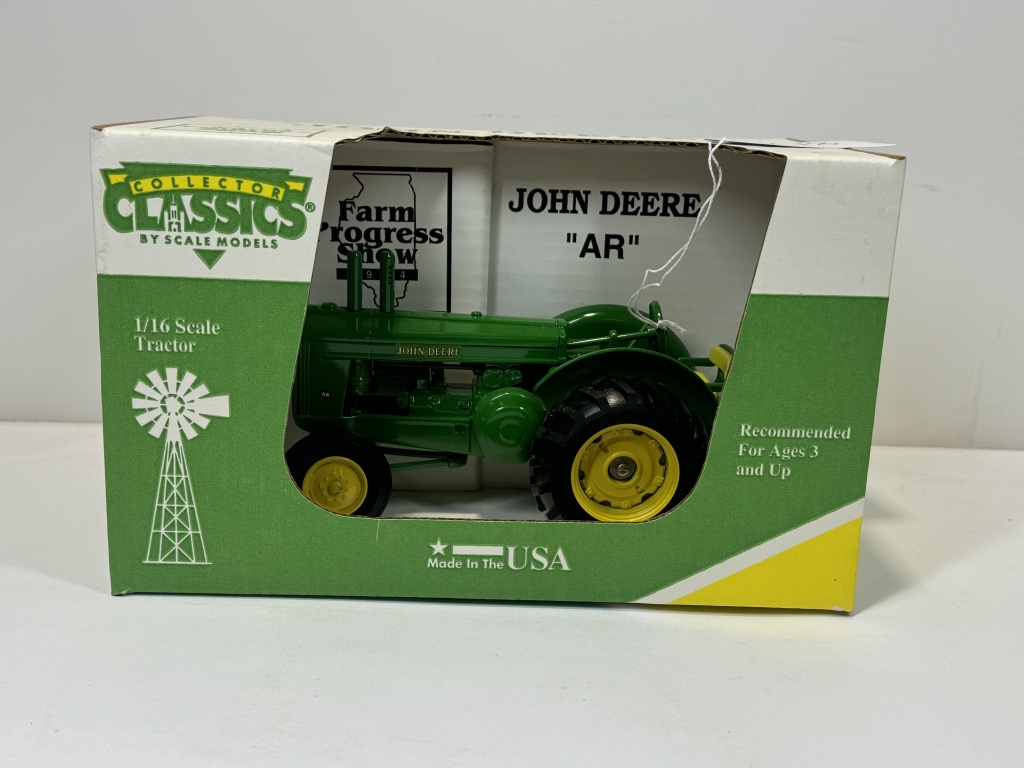 COLLECTOR
CLASSICS®
BY SCALE MODELS
1/16 Scale
Tractor
Farm
Progress
Show
JOHN DEERE
"AR"
JOHN DEERE
AR
Recommended
For Ages 3
and Up
Made In The USA